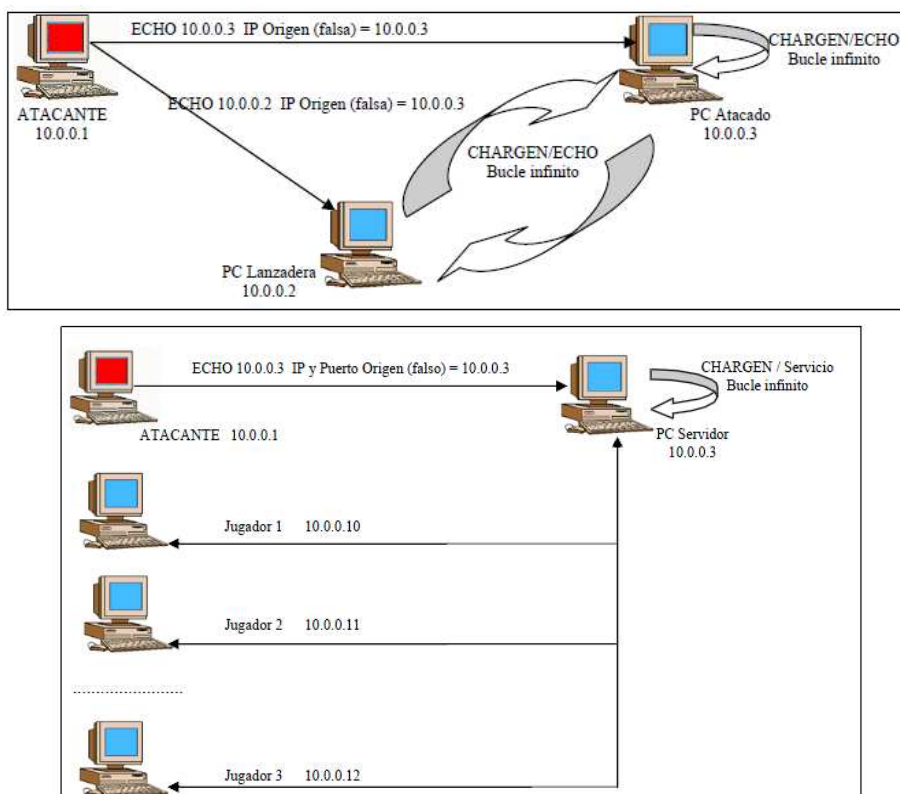 ECHO 10.0.0.3 IP Origen (falsa) = 10.0.0.3
CHARGEN/ECHO
Bucle infinito
ECHO 10.0.0.2 IP Origen (falsa) = 10.0.0.3
ATACANTE
10.0.0.1
PC Atacado
10.0.0.3
CHARGEN/ECHO
Bucle infinito
PC Lanzadera
10.0.0.2
ECHO 10.0.0.3 IP y Puerto Origen (falso) = 10.0.0.3
CHARGEN / Servicio
Bucle infinito
ATACANTE 10.0.0.1
PC Servidor
10.0.0.3
Jugador 1 10.0.0.10
Jugador 2 10.0.0.11
........................
Jugador 3 10.0.0.12